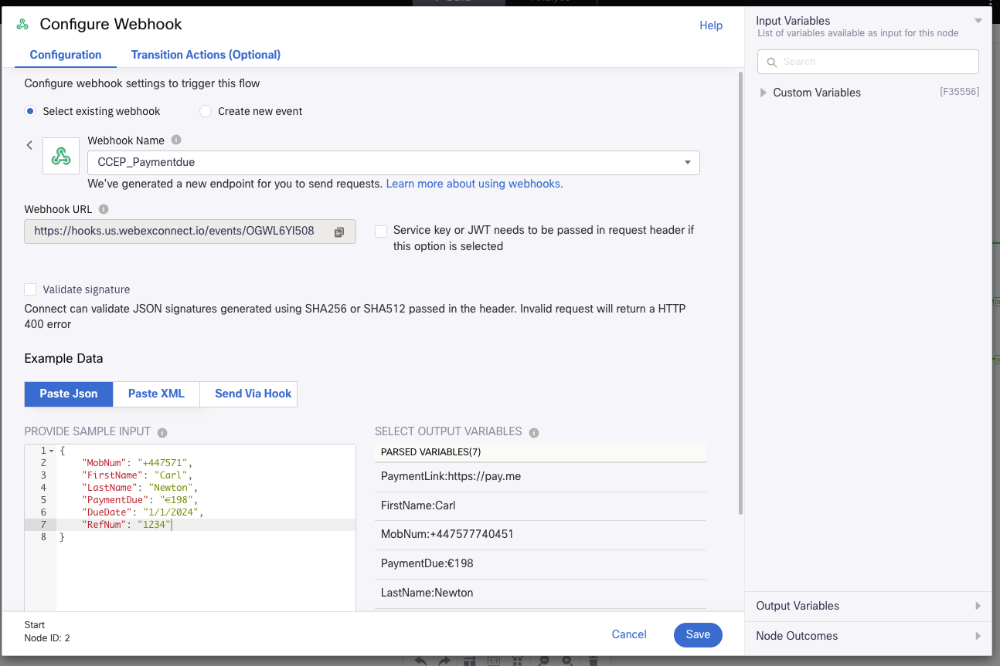 Configure Webhook
Help
Configuration
Transition Actions (Optional)
Configure webhook settings to trigger this flow
Select existing webhook
Create new event
Webhook Name
CCEP_Paymentdue
We've generated a new endpoint for you to send requests. Learn more about using webhooks.
Webhook URL
https://hooks.us.webexconnect.io/events/OGWL6YI508
Service key or JWT needs to be passed in request header if
this option is selected
Validate signature
Connect can validate JSON signatures generated using SHA256 or SHA512 passed in the header. Invalid request will return a HTTP
400 error
Example Data
Paste Json
Paste XML
Send Via Hook
PROVIDE SAMPLE INPUT
1 {
2 "MobNum": "+447571",
3 "FirstName": "Carl",
4 "LastName": "Newton",
5 "PaymentDue": "€198",
6 "DueDate": "1/1/2024",
7 "RefNum": "1234"
8 }
SELECT OUTPUT VARIABLES
PARSED VARIABLES(7)
PaymentLink:https://pay.me
FirstName:Carl
MobNum:+447577740451
PaymentDue:€198
LastName:Newton
Start
Node ID: 2
Cancel
Save
Input Variables
List of variables available as input for this node
Search
Custom Variables
[F35556]
Output Variables
Node Outcomes